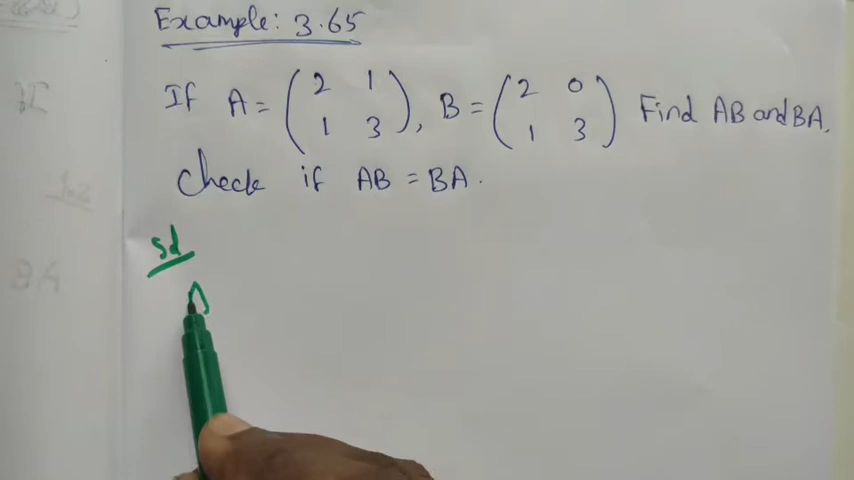 Example: 3.65
If A = ( 2 1 ), B = ( 2 0 ) Find AB and BA.
1 3 1 3
Check if AB = BA.
Sol
A